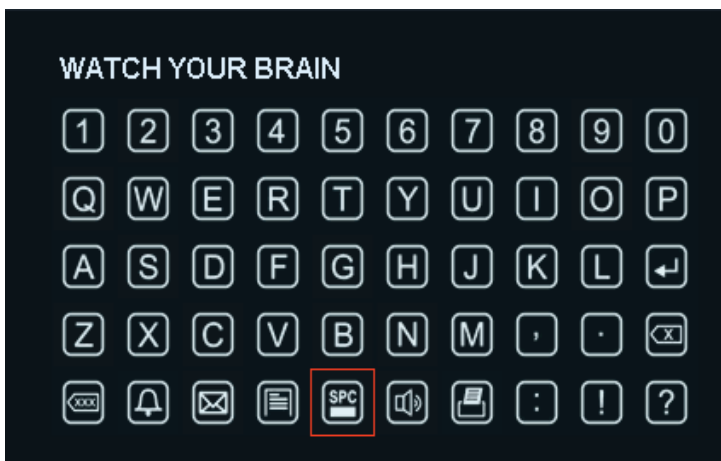 WATCH YOUR BRAIN
1 2 3 4 5 6 7 8 9 0
Q W E R T Y U I O P
A S D F G H J K L
Z X C V B N M , . X
XXX SPC : ! ?